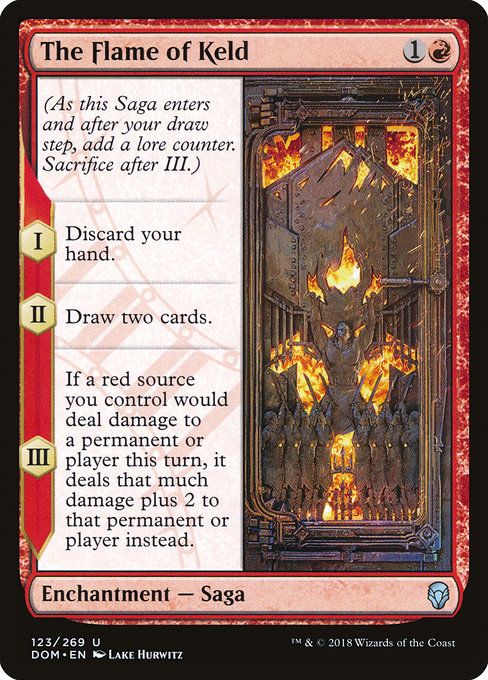 The Flame of Keld 1
(As this Saga enters
and after your draw
step, add a lore counter.
Sacrifice after III.)
I
Discard your
hand.
II
Draw two cards.
III
If a red source
you control would
deal damage to
a permanent or
player this turn, it
deals that much
damage plus 2 to
that permanent or
player instead.
Enchantment — Saga
123/269 U
DOM • EN Lake Hurwitz
™ & © 2018 Wizards of the Coast